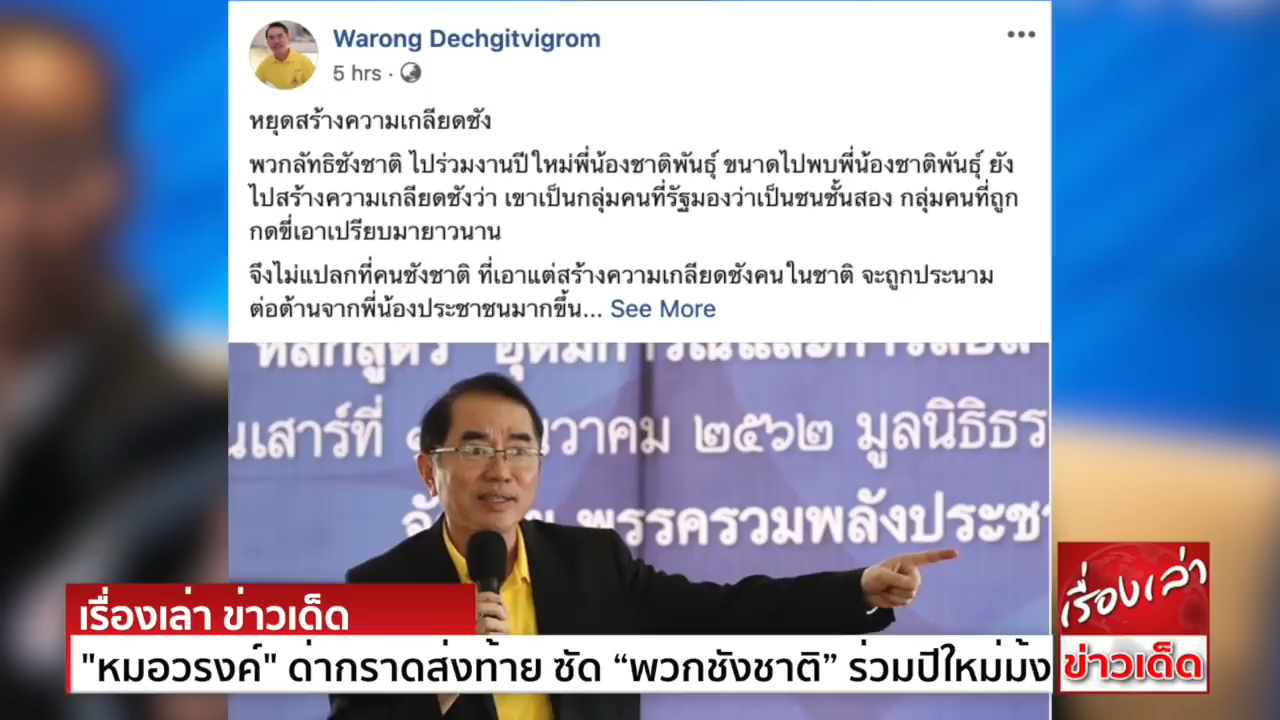 Warong Dechgitvigrom
5 hrs ·
หยุดสร้างความเกลียดชัง
พวกลัทธิชังชาติ ไปร่วมงานปีใหม่พี่น้องชาติพันธุ์ ขนาดไปพบพี่น้องชาติพันธุ์ ยัง
ไปสร้างความเกลียดชังว่า เขาเป็นกลุ่มคนที่รัฐมองว่าเป็นชนชั้นสอง กลุ่มคนที่ถูก
กดขี่เอาเปรียบมายาวนาน
จึงไม่แปลกที่คนชังชาติ ที่เอาแต่สร้างความเกลียดชังคนในชาติ จะถูกประนาม
ต่อต้านจากพี่น้องประชาชนมากขึ้น... See More
หลักสูตร
นเสาร์ที่ นวาคม ๒๕๖๒ มูลนิธิธร
พรรครวมพลังประชา
เรื่องเล่า ข่าวเด็ด
"หมอวรงค์" ด่ากราดส่งท้าย ซัด “พวกชังชาติ” ร่วมปีใหม่ม้ง
เรื่องเล่า
ข่าวเด็ด